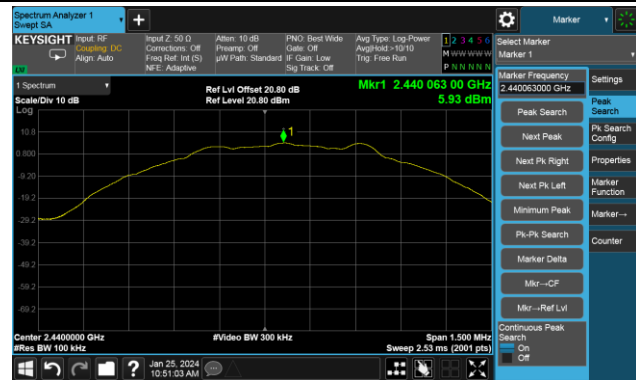 Spectrum Analyzer 1
Swept SA
Marker
KEYSIGHT
Input: RF
Coupling: DC
Align: Auto
Input Z: 50 Ω
Corrections: Off
Freq Ref: Int (S)
NFE: Adaptive
Atten: 10 dB
Preamp: Off
µW Path: Standard
PNO: Best Wide
Gate: Off
IF Gain: Low
Sig Track: Off
Avg Type: Log-Power
Avg|Hold:>10/10
Trig: Free Run
1 2 3 4 5 6
M W W W W W
P N N N N N
LW
Select Marker
Marker 1
1 Spectrum
Scale/Div 10 dB
Log
Ref Lvl Offset 20.80 dB
Ref Level 20.80 dBm
Mkr1 2.440 063 00 GHz
5.93 dBm
10.8
0.800
-9.20
-19.2
-29.2
-39.2
-49.2
-59.2
-69.2
1
Center 2.4400000 GHz
#Res BW 100 kHz
#Video BW 300 kHz
Span 1.500 MHz
Sweep 2.53 ms (2001 pts)
Marker Frequency
2.440063000 GHz
Peak Search
Next Peak
Next Pk Right
Next Pk Left
Minimum Peak
Pk-Pk Search
Marker Delta
Mkr→CF
Mkr→Ref Lvl
Continuous Peak
Search
On
Off
Settings
Peak
Search
Pk Search
Config
Properties
Marker
Function
Marker→
Counter
Jan 25, 2024
10:51:03 AM